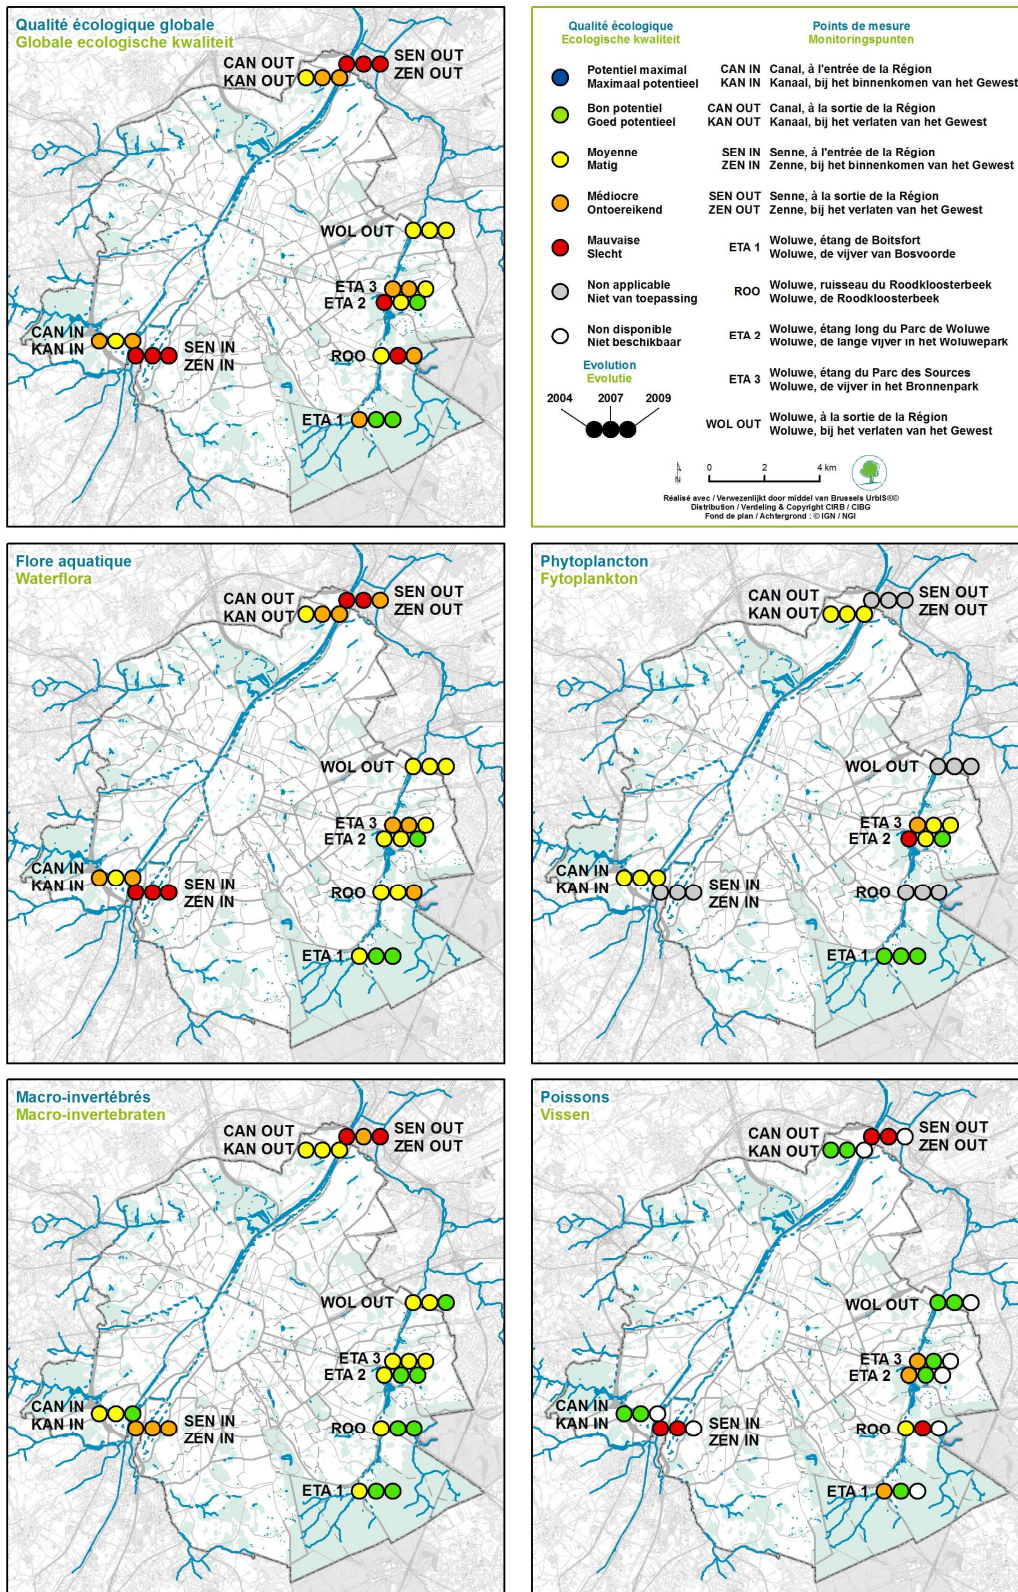 Qualité écologique globale
Globale ecologische kwaliteit
CAN OUT
KAN OUT
SEN OUT
ZEN OUT
WOL OUT
ETA 3
ETA 2
CAN IN
KAN IN
SEN IN
ZEN IN
ROO
ETA 1
Qualité écologique
Ecologische kwaliteit
Points de mesure
Monitoringspunten
Potentiel maximal
Maximaal potentieel
CAN IN Canal, à l'entrée de la Région
KAN IN Kanaal, bij het binnenkomen van het Gewest
Bon potentiel
Goed potentieel
CAN OUT Canal, à la sortie de la Région
KAN OUT Kanaal, bij het verlaten van het Gewest
Moyenne
Matig
SEN IN Senne, à l'entrée de la Région
ZEN IN Zenne, bij het binnenkomen van het Gewest
Médiocre
Ontoereikend
SEN OUT Senne, à la sortie de la Région
ZEN OUT Zenne, bij het verlaten van het Gewest
Mauvaise
Slecht
ETA 1 Woluwe, étang de Boitsfort
Woluwe, de vijver van Bosvoorde
Non applicable
Niet van toepassing
ROO Woluwe, ruisseau du Roodkloosterbeek
Woluwe, de Roodkloosterbeek
Non disponible
Niet beschikbaar
ETA 2 Woluwe, étang long du Parc de Woluwe
Woluwe, de lange vijver in het Woluwepark
Evolution
Evolutie
ETA 3 Woluwe, étang du Parc des Sources
Woluwe, de vijver in het Bronnenpark
2004 2007 2009
WOL OUT Woluwe, à la sortie de la Région
Woluwe, bij het verlaten van het Gewest
N
0 2 4 km
Réalisé avec / Verwezenlijkt door middel van Brussels UrbIS®©
Distribution / Verdeling & Copyright CIRB / CIBG
Fond de plan / Achtergrond : © IGN / NGI
Flore aquatique
Waterflora
CAN OUT
KAN OUT
SEN OUT
ZEN OUT
WOL OUT
ETA 3
ETA 2
CAN IN
KAN IN
SEN IN
ZEN IN
ROO
ETA 1
Phytoplancton
Fytoplankton
CAN OUT
KAN OUT
SEN OUT
ZEN OUT
WOL OUT
ETA 3
ETA 2
CAN IN
KAN IN
SEN IN
ZEN IN
ROO
ETA 1
Macro-invertébrés
Macro-invertebraten
CAN OUT
KAN OUT
SEN OUT
ZEN OUT
WOL OUT
ETA 3
ETA 2
CAN IN
KAN IN
SEN IN
ZEN IN
ROO
ETA 1
Poissons
Vissen
CAN OUT
KAN OUT
SEN OUT
ZEN OUT
WOL OUT
ETA 3
ETA 2
CAN IN
KAN IN
SEN IN
ZEN IN
ROO
ETA 1